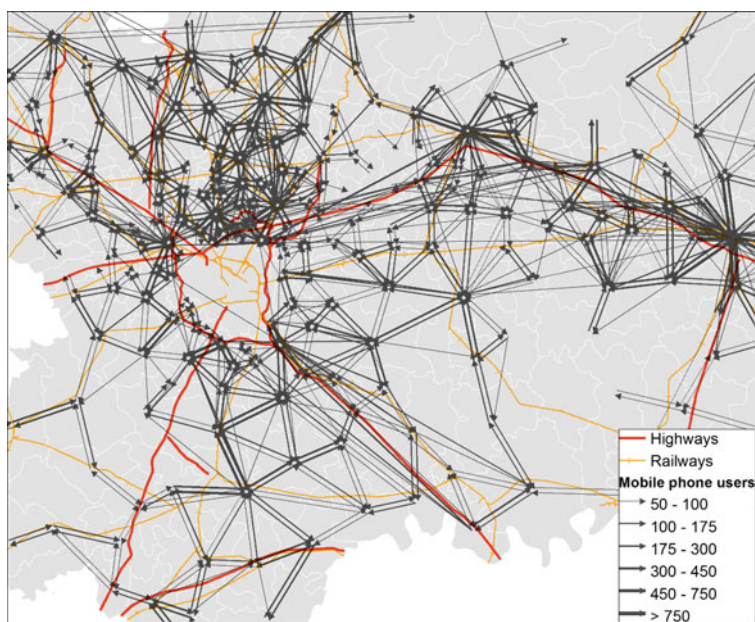 Highways
Railways
Mobile phone users
50 - 100
100 - 175
175 - 300
300 - 450
450 - 750
> 750